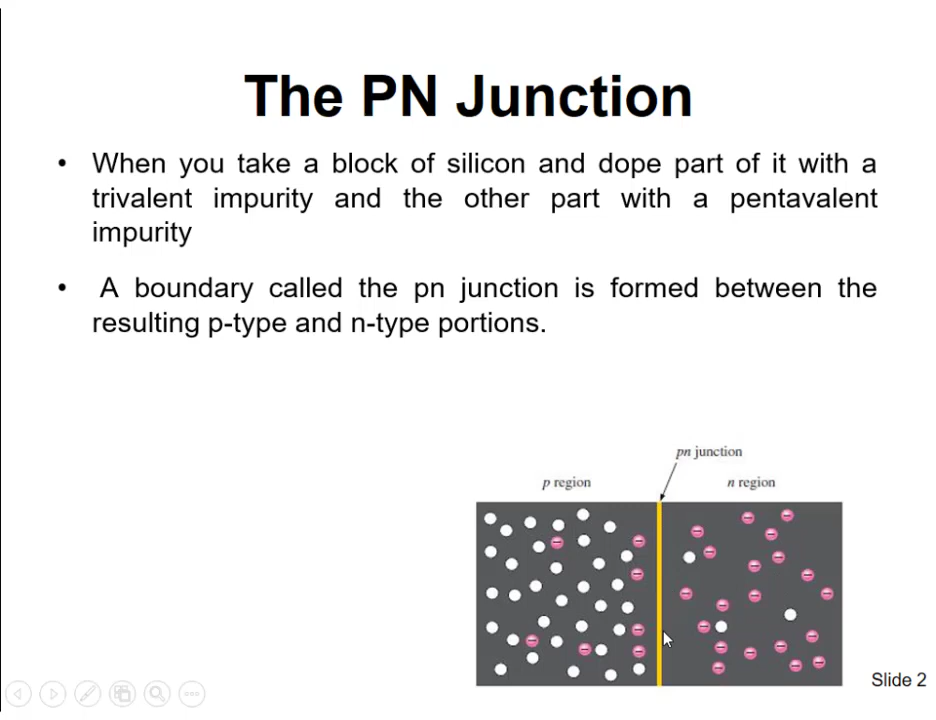 The PN Junction
• When you take a block of silicon and dope part of it with a
trivalent impurity and the other part with a pentavalent
impurity
• A boundary called the pn junction is formed between the
resulting p-type and n-type portions.
pn junction
p region
n region
Slide 2